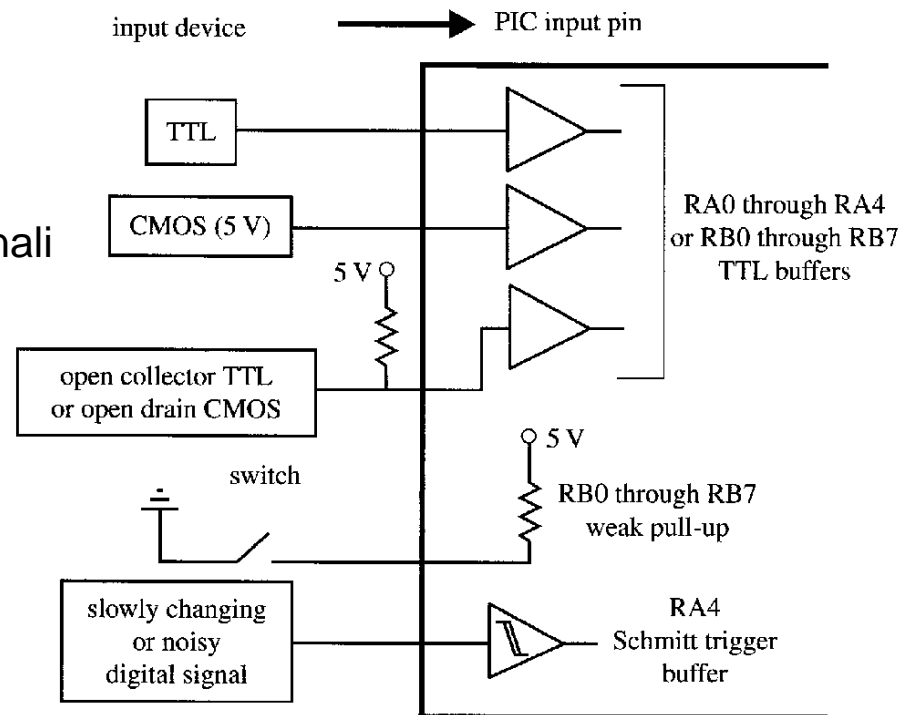 input device
PIC input pin
TTL
CMOS (5 V)
nali
5 V
RA0 through RA4
or RB0 through RB7
TTL buffers
open collector TTL
or open drain CMOS
5 V
switch
RB0 through RB7
weak pull-up
slowly changing
or noisy
digital signal
RA4
Schmitt trigger
buffer